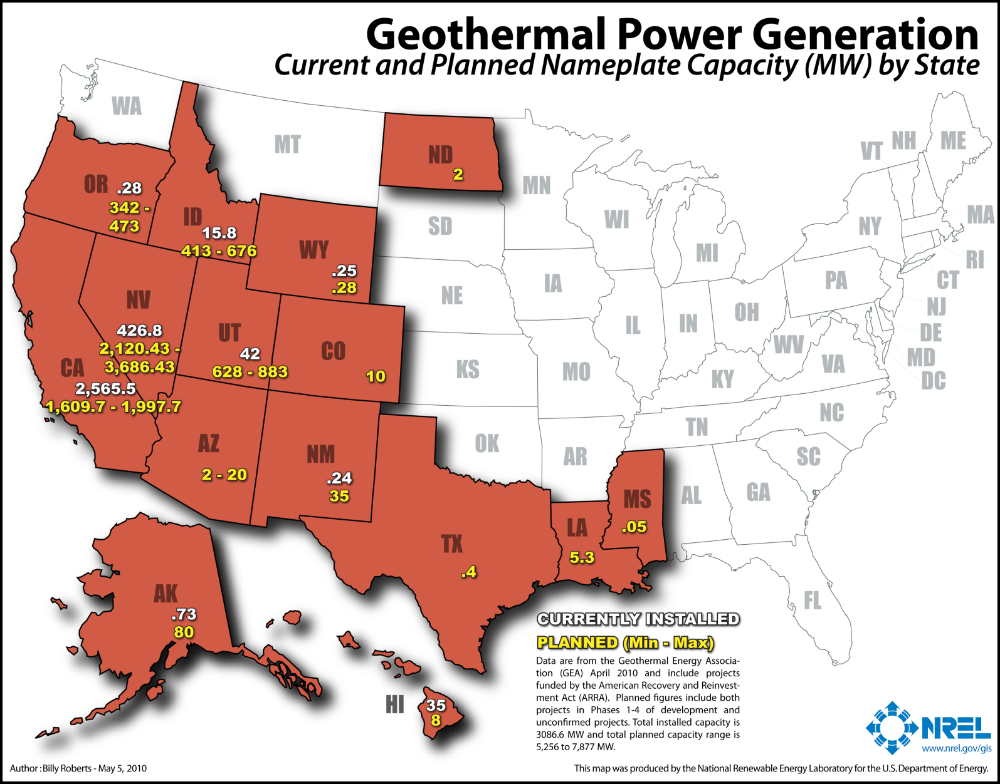 Geothermal Power Generation
Current and Planned Nameplate Capacity (MW) by State
WA
MT
ND
2
MN
VT
NH
ME
OR .28
342 -
473
ID
15.8
413 - 676
WY
.25
.28
SD
WI
MI
NY
MA
RI
CT
NJ
DE
MD
DC
NV
426.8
2,120.43 -
3,686.43
UT
42
628 - 883
CO
10
NE
IA
IL
IN
OH
PA
WV
VA
KS
MO
KY
CA
2,565.5
1,609.7 - 1,997.7
AZ
2 - 20
NM
.24
35
OK
AR
TN
NC
SC
MS
.05
AL
GA
LA
5.3
TX
.4
FL
AK
.73
80
HI
35
8
CURRENTLY INSTALLED
PLANNED (Min - Max)
Data are from the Geothermal Energy Associa-
tion (GEA) April 2010 and include projects
funded by the American Recovery and Reinvest-
ment Act (ARRA). Planned figures include both
projects in Phases 1-4 of development and
unconfirmed projects. Total installed capacity is
3086.6 MW and total planned capacity range is
5,256 to 7,877 MW.
NREL
www.nrel.gov/gis
Author : Billy Roberts - May 5, 2010
This map was produced by the National Renewable Energy Laboratory for the U.S. Department of Energy.